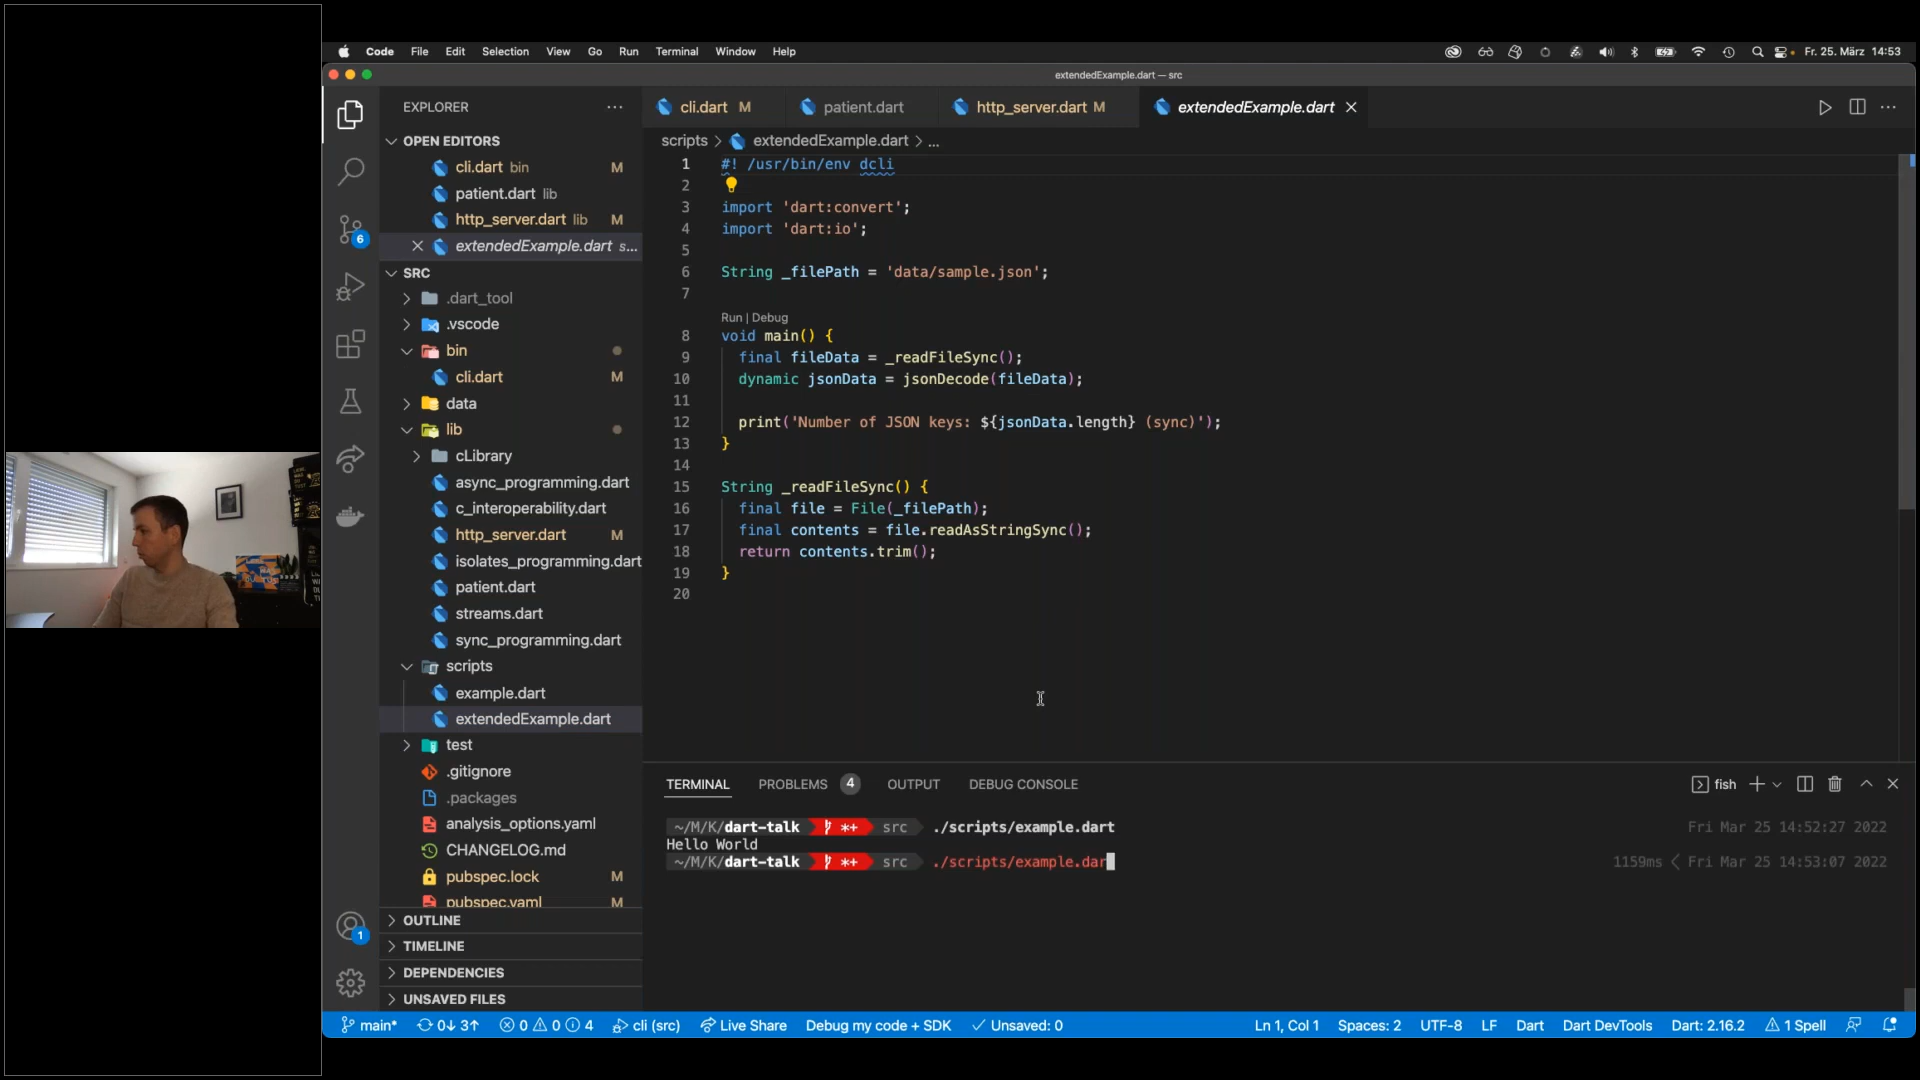 Code File Edit Selection View Go Run Terminal Window Help Fr. 25. März 14:53
extendedExample.dart — src
EXPLORER
cli.dart M patient.dart http_server.dart M extendedExample.dart
scripts > extendedExample.dart > ...
OPEN EDITORS
cli.dart bin M
patient.dart lib
http_server.dart lib M
extendedExample.dart s...
SRC
.dart_tool
.vscode
bin
cli.dart M
data
lib
cLibrary
async_programming.dart
c_interoperability.dart
http_server.dart M
isolates_programming.dart
patient.dart
streams.dart
sync_programming.dart
scripts
example.dart
extendedExample.dart
test
.gitignore
.packages
analysis_options.yaml
CHANGELOG.md
pubspec.lock M
pubspec.yaml M
OUTLINE
TIMELINE
DEPENDENCIES
UNSAVED FILES
6
1
1 #! /usr/bin/env dcli
2
3 import 'dart:convert';
4 import 'dart:io';
5
6 String _filePath = 'data/sample.json';
7
Run | Debug
8 void main() {
9 final fileData = _readFileSync();
10 dynamic jsonData = jsonDecode(fileData);
11
12 print('Number of JSON keys: ${jsonData.length} (sync)');
13 }
14
15 String _readFileSync() {
16 final file = File(_filePath);
17 final contents = file.readAsStringSync();
18 return contents.trim();
19 }
20
TERMINAL PROBLEMS 4 OUTPUT DEBUG CONSOLE fish
~/M/K/dart-talk *+ src ./scripts/example.dart Fri Mar 25 14:52:27 2022
Hello World
~/M/K/dart-talk *+ src ./scripts/example.dar 1159ms < Fri Mar 25 14:53:07 2022
main* 0↓ 3↑ 0 0 4 cli (src) Live Share Debug my code + SDK Unsaved: 0 Ln 1, Col 1 Spaces: 2 UTF-8 LF Dart Dart DevTools Dart: 2.16.2 1 Spell